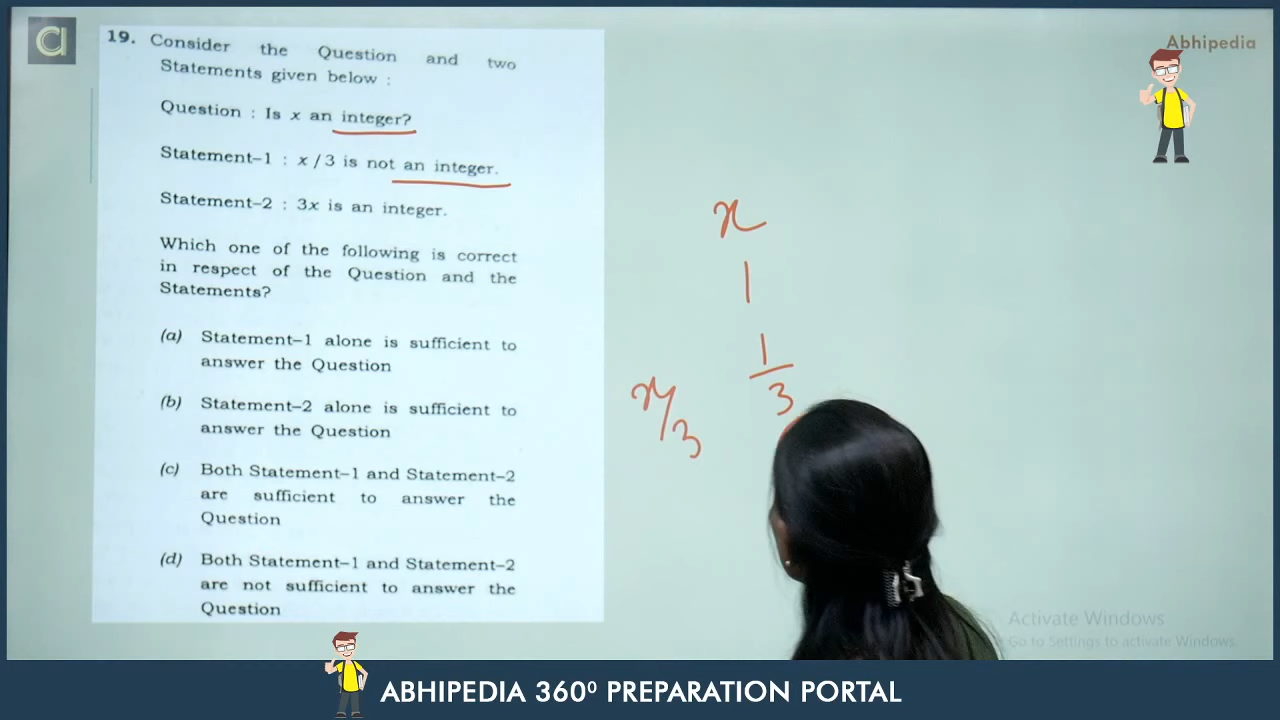 a
Abhipedia
19. Consider the Question and two
Statements given below :
Question : Is x an integer?
Statement–1 : x/3 is not an integer.
Statement–2 : 3x is an integer.
Which one of the following is correct
in respect of the Question and the
Statements?
(a) Statement–1 alone is sufficient to
answer the Question
(b) Statement–2 alone is sufficient to
answer the Question
(c) Both Statement–1 and Statement–2
are sufficient to answer the
Question
(d) Both Statement–1 and Statement–2
are not sufficient to answer the
Question
x
1
1/3
x/3
Activate Windows
Go to Settings to activate Windows.
ABHIPEDIA 360⁰ PREPARATION PORTAL